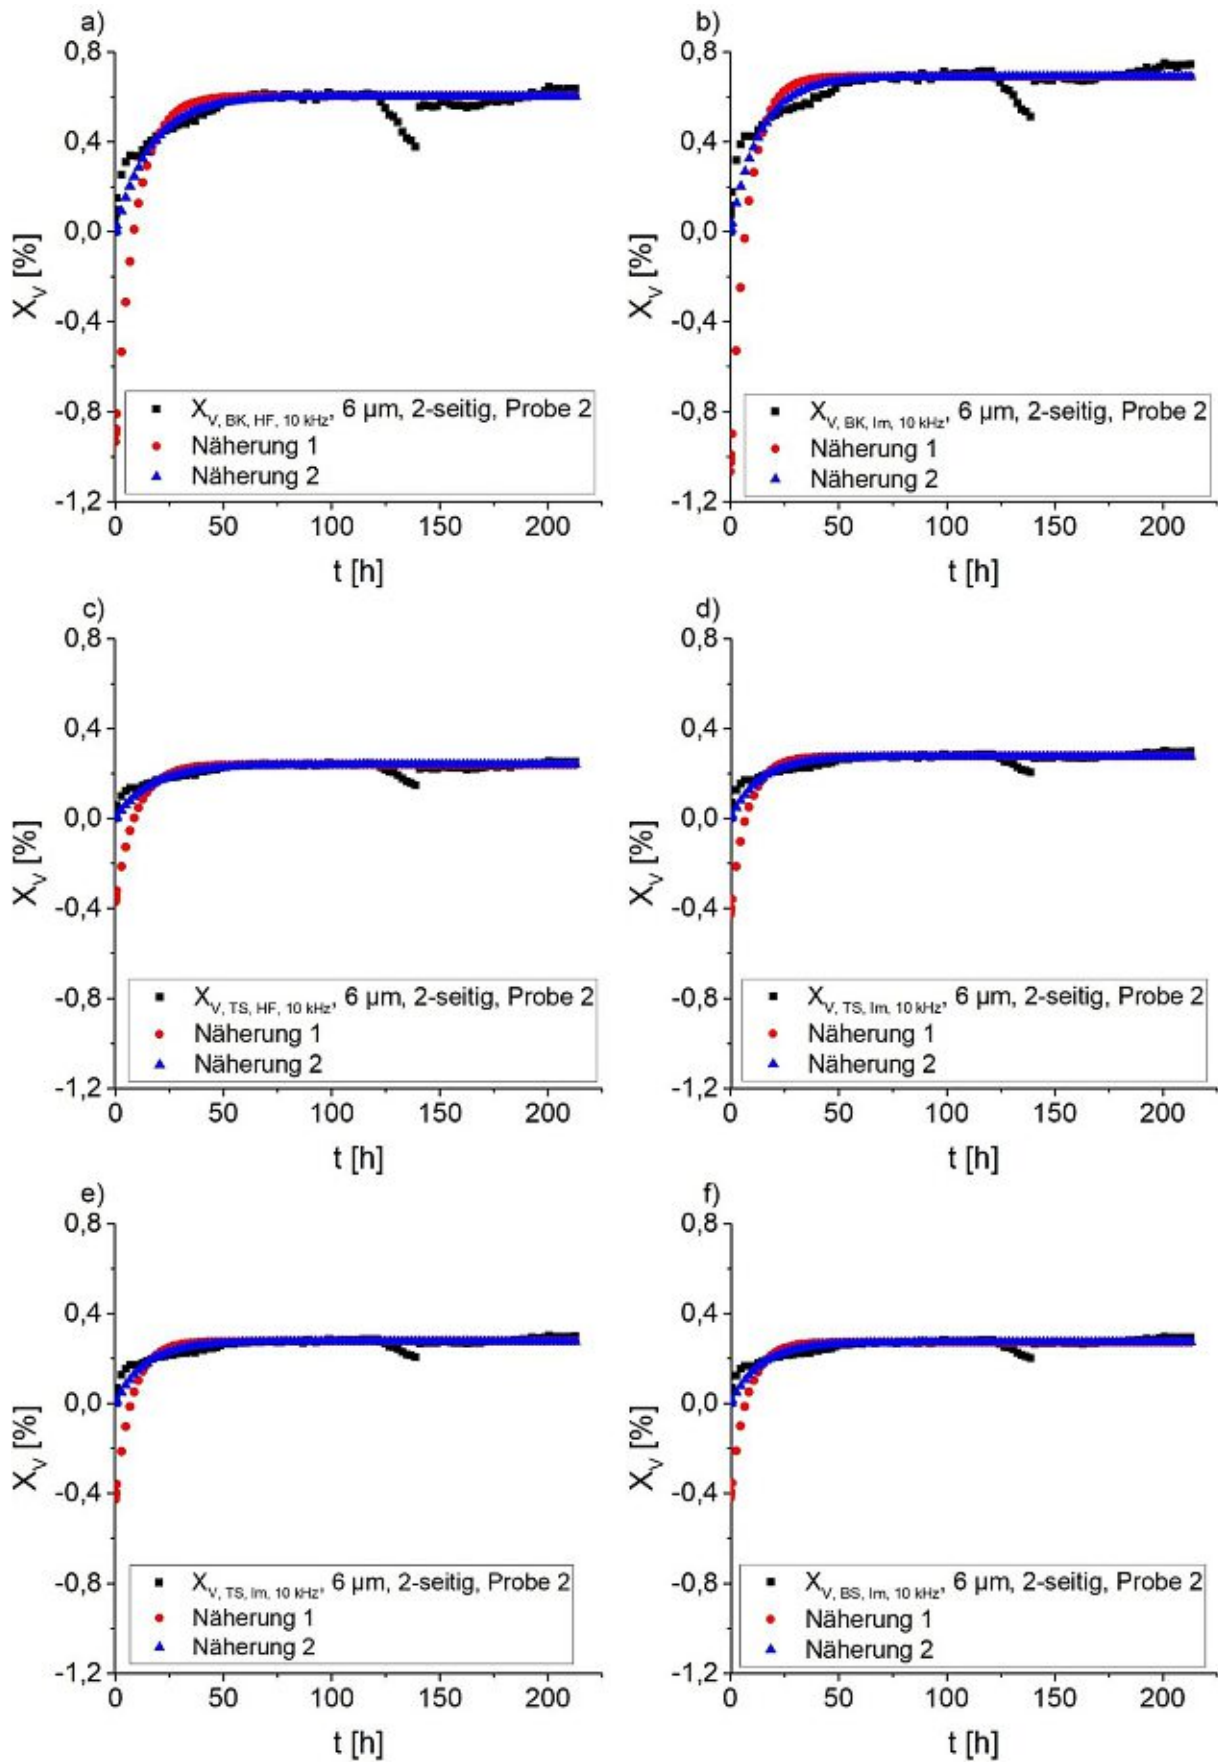 a)
0,8
0,4
0,0
-0,4
-0,8
-1,2
X_V [%]
X_V, BK, HF, 10 kHz, 6 µm, 2-seitig, Probe 2
Näherung 1
Näherung 2
0 50 100 150 200
t [h]
b)
0,8
0,4
0,0
-0,4
-0,8
-1,2
X_V [%]
X_V, BK, Im, 10 kHz, 6 µm, 2-seitig, Probe 2
Näherung 1
Näherung 2
0 50 100 150 200
t [h]
c)
0,8
0,4
0,0
-0,4
-0,8
-1,2
X_V [%]
X_V, TS, HF, 10 kHz, 6 µm, 2-seitig, Probe 2
Näherung 1
Näherung 2
0 50 100 150 200
t [h]
d)
0,8
0,4
0,0
-0,4
-0,8
-1,2
X_V [%]
X_V, TS, Im, 10 kHz, 6 µm, 2-seitig, Probe 2
Näherung 1
Näherung 2
0 50 100 150 200
t [h]
e)
0,8
0,4
0,0
-0,4
-0,8
-1,2
X_V [%]
X_V, TS, Im, 10 kHz, 6 µm, 2-seitig, Probe 2
Näherung 1
Näherung 2
0 50 100 150 200
t [h]
f)
0,8
0,4
0,0
-0,4
-0,8
-1,2
X_V [%]
X_V, BS, Im, 10 kHz, 6 µm, 2-seitig, Probe 2
Näherung 1
Näherung 2
0 50 100 150 200
t [h]